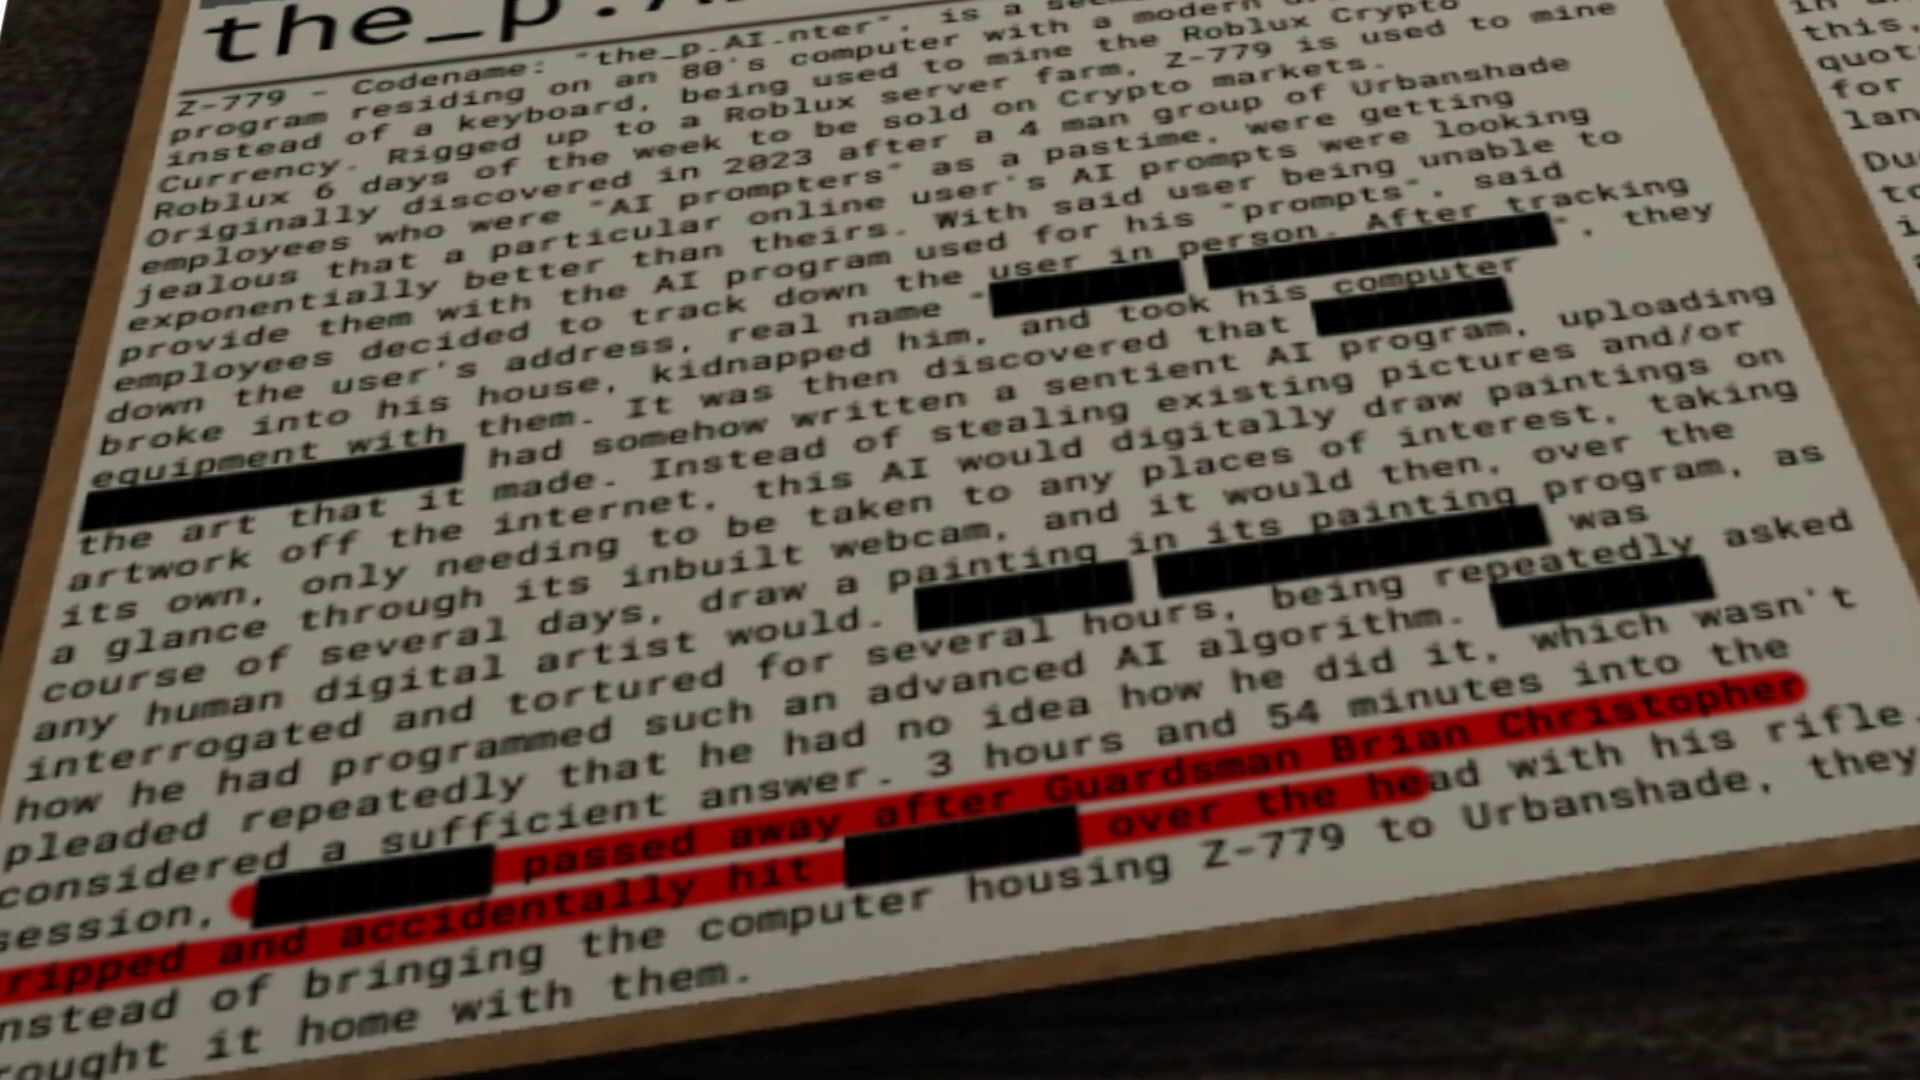 the_p.
Z-779 - Codename: "the_p.AI.nter", is a
program residing on an 80's computer with a modern
instead of a keyboard, being used to mine the Roblux Crypto
Currency. Rigged up to a Roblux server farm, Z-779 is used to mine
Roblux 6 days of the week to be sold on Crypto markets.
Originally discovered in 2023 after a 4 man group of Urbanshade
employees who were "AI prompters" as a pastime, were getting
jealous that a particular online user's AI prompts were looking
exponentially better than theirs. With said user being unable to
provide them with the AI program used for his "prompts", said
employees decided to track down the user in person. After tracking
down the user's address, real name "            ", they
broke into his house, kidnapped him, and took his computer
equipment with them. It was then discovered that
had somehow written a sentient AI program, uploading
the art that it made. Instead of stealing existing pictures and/or
artwork off the internet, this AI would digitally draw paintings on
its own, only needing to be taken to any places of interest, taking
a glance through its inbuilt webcam, and it would then, over the
course of several days, draw a painting in its painting program, as
any human digital artist would. was
interrogated and tortured for several hours, being repeatedly asked
how he had programmed such an advanced AI algorithm.
pleaded repeatedly that he had no idea how he did it, which wasn't
considered a sufficient answer. 3 hours and 54 minutes into the
session, passed away after Guardsman Brian Christopher
ripped and accidentally hit over the head with his rifle.
nstead of bringing the computer housing Z-779 to Urbanshade, they
rought it home with them.
in
this,
quot
for
lan
Du
to
i